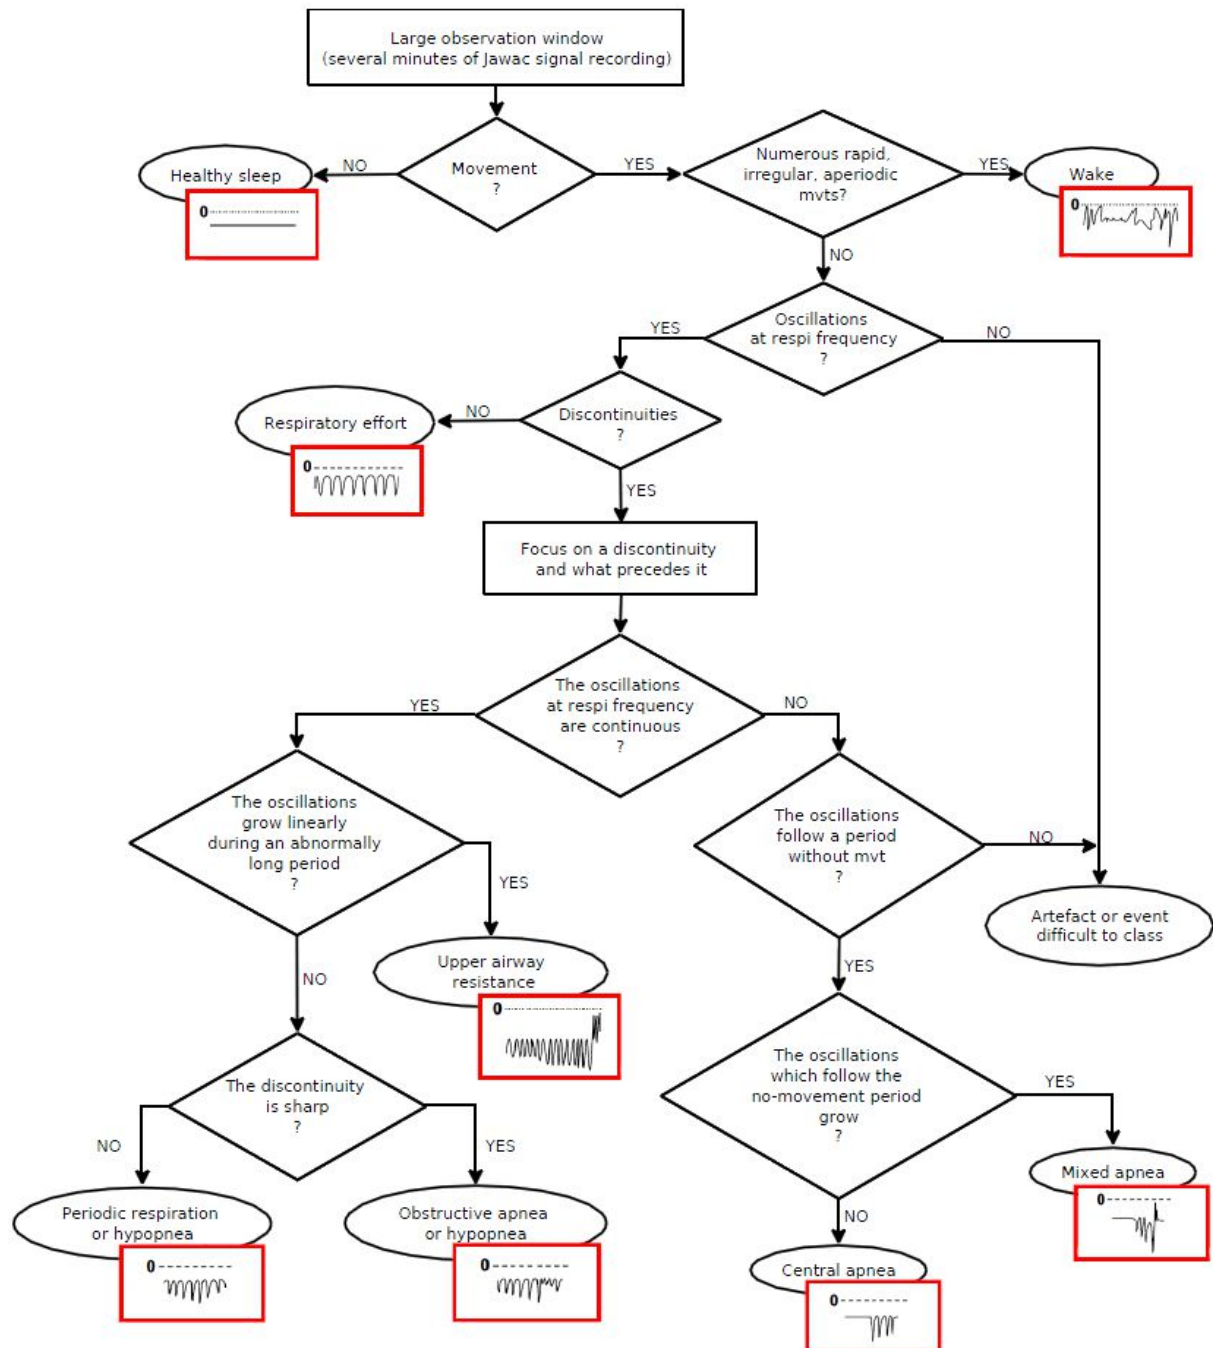 Large observation window
(several minutes of Jawac signal recording)
Movement
?
NO
Healthy sleep
0
YES
Numerous rapid,
irregular, aperiodic
mvts?
YES
Wake
0
NO
Oscillations
at respi frequency
?
YES
NO
Discontinuities
?
NO
Respiratory effort
0
YES
Focus on a discontinuity
and what precedes it
The oscillations
at respi frequency
are continuous
?
YES
NO
The oscillations
grow linearly
during an abnormally
long period
?
YES
Upper airway
resistance
0
NO
The oscillations
follow a period
without mvt
?
NO
Artefact or event
difficult to class
YES
The discontinuity
is sharp
?
NO
YES
Periodic respiration
or hypopnea
0
Obstructive apnea
or hypopnea
0
The oscillations
which follow the
no-movement period
grow
?
YES
Mixed apnea
0
NO
Central apnea
0